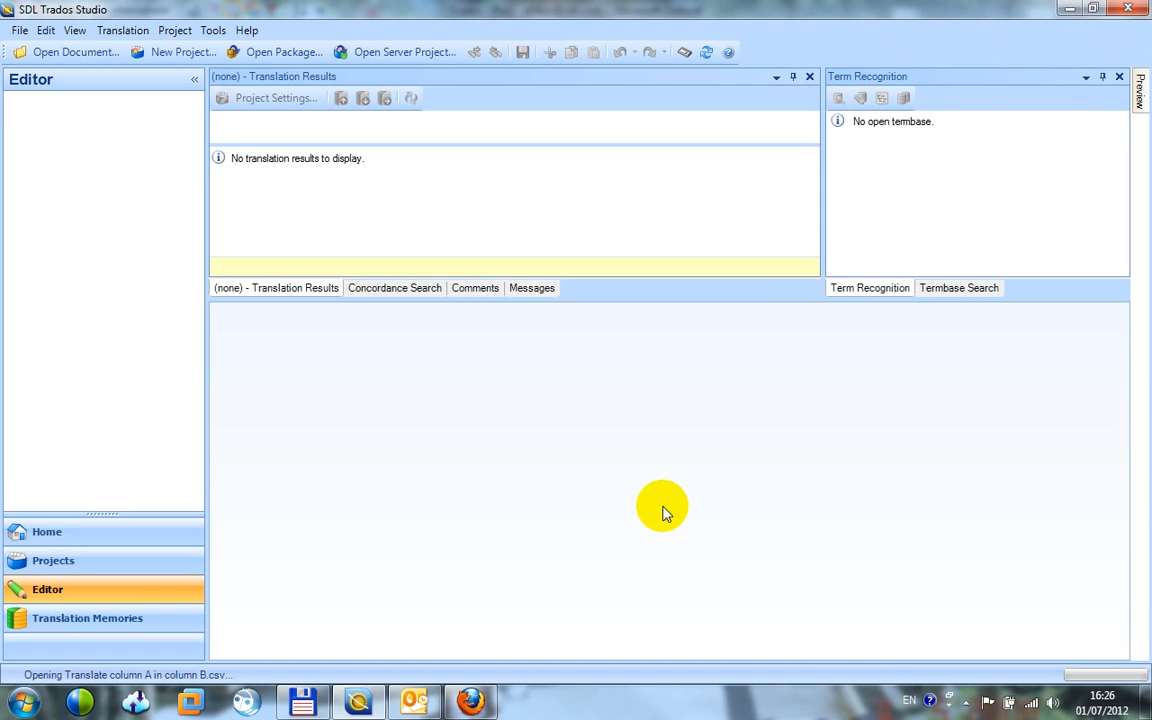 SDL Trados Studio
File Edit View Translation Project Tools Help
Open Document... New Project... Open Package... Open Server Project...
Editor «
(none) - Translation Results
Term Recognition
Preview
Project Settings...
No open termbase.
No translation results to display.
(none) - Translation Results Concordance Search Comments Messages
Term Recognition Termbase Search
Home
Projects
Editor
Translation Memories
Opening Translate column A in column B.csv...
EN
16:26
01/07/2012